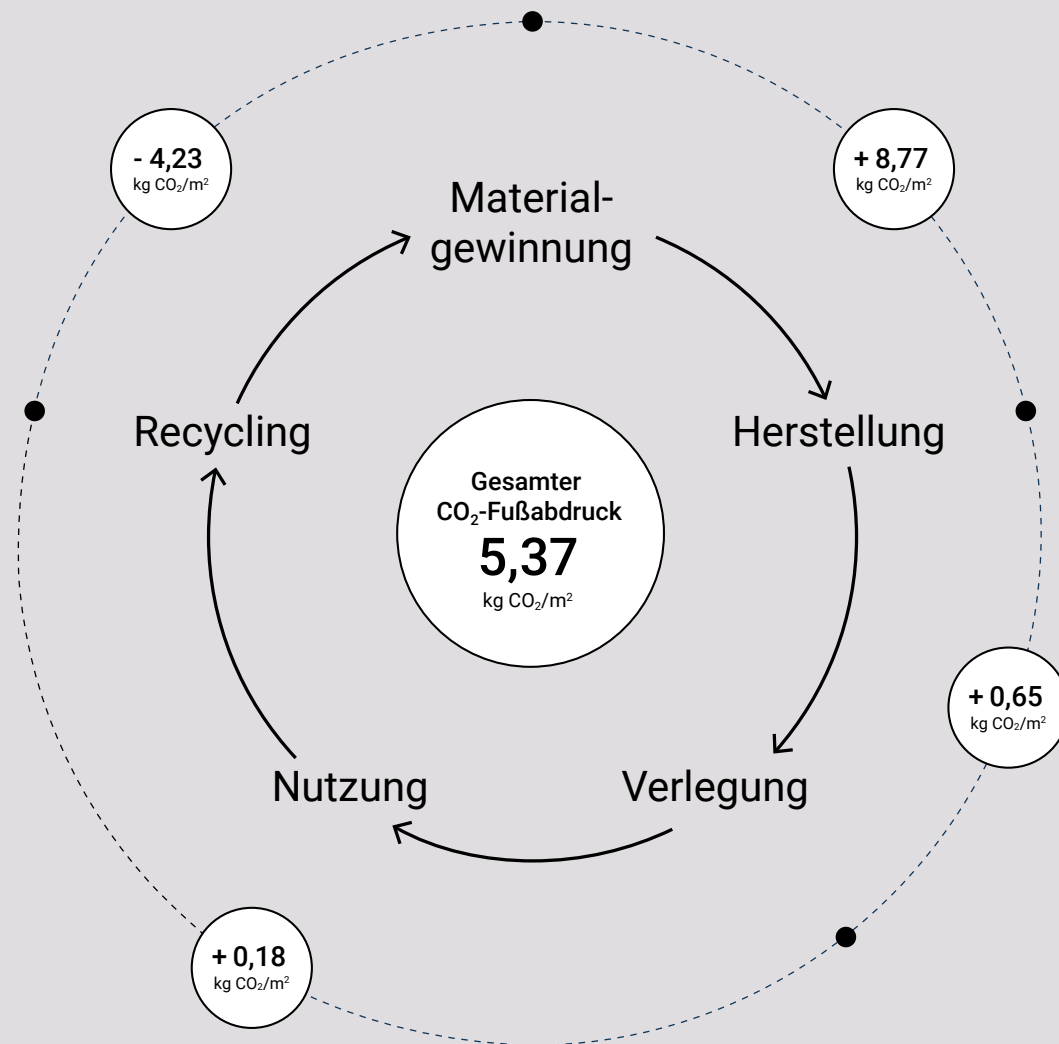 - 4,23
kg CO₂/m²
+ 8,77
kg CO₂/m²
Material-
gewinnung
Recycling
Herstellung
Gesamter
CO₂-Fußabdruck
5,37
kg CO₂/m²
+ 0,65
kg CO₂/m²
Nutzung
Verlegung
+ 0,18
kg CO₂/m²